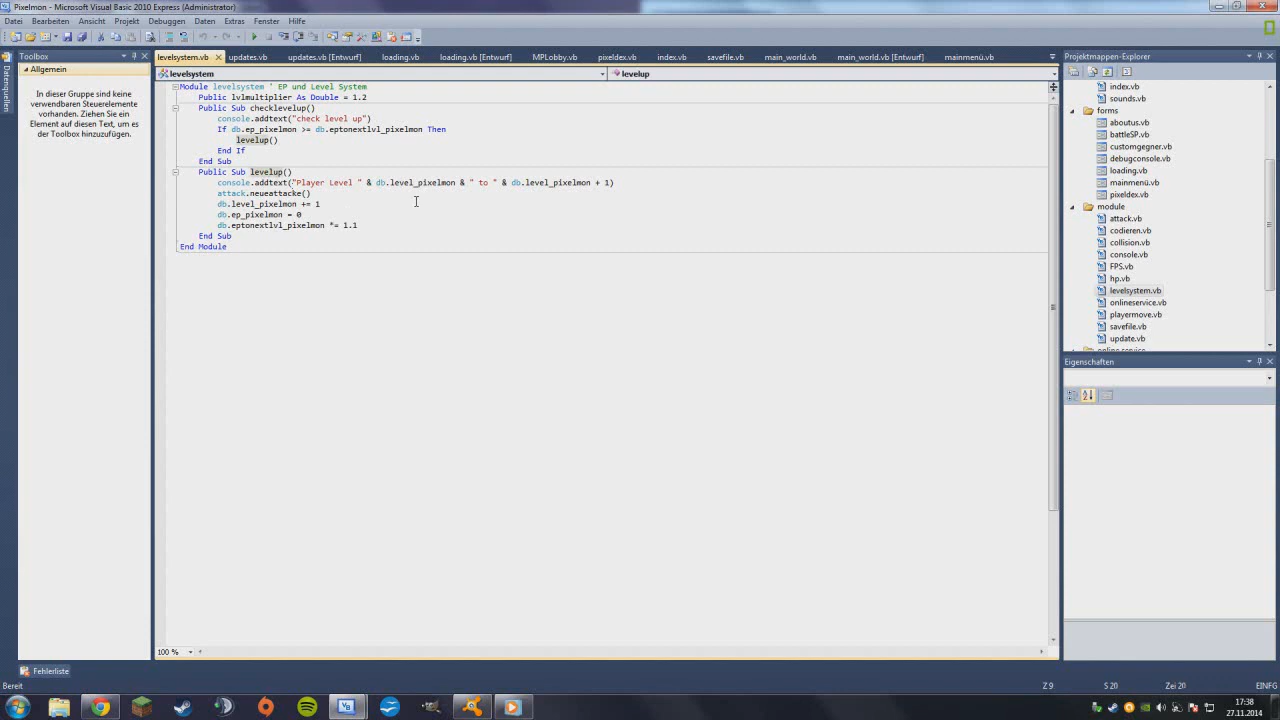 Pixelmon - Microsoft Visual Basic 2010 Express (Administrator)
Datei Bearbeiten Ansicht Projekt Debuggen Daten Extras Fenster Hilfe
Toolbox
Allgemein
In dieser Gruppe sind keine
verwendbaren Steuerelemente
vorhanden. Ziehen Sie ein
Element auf diesen Text, um es
der Toolbox hinzuzufügen.
Datenquellen
levelsystem.vb updates.vb updates.vb [Entwurf] loading.vb loading.vb [Entwurf] MPLobby.vb pixeldex.vb index.vb savefile.vb main_world.vb main_world.vb [Entwurf] mainmenü.vb
levelsystem levelup
Module levelsystem ' EP und Level System
Public lvlmultiplier As Double = 1.2
Public Sub checklevelup()
console.addtext("check level up")
If db.ep_pixelmon >= db.eptonextlvl_pixelmon Then
levelup()
End If
End Sub
Public Sub levelup()
console.addtext("Player Level " & db.level_pixelmon & " to " & db.level_pixelmon + 1)
attack.neueattacke()
db.level_pixelmon += 1
db.ep_pixelmon = 0
db.eptonextlvl_pixelmon *= 1.1
End Sub
End Module
100 %
Projektmappen-Explorer
index.vb
sounds.vb
forms
aboutus.vb
battleSP.vb
customgegner.vb
debugconsole.vb
loading.vb
mainmenü.vb
pixeldex.vb
module
attack.vb
codieren.vb
collision.vb
console.vb
FPS.vb
hp.vb
levelsystem.vb
onlineservice.vb
playermove.vb
savefile.vb
update.vb
online service
Eigenschaften
Fehlerliste
Bereit Z 9 S 20 Zei 20 EINFG
17:38
27.11.2014